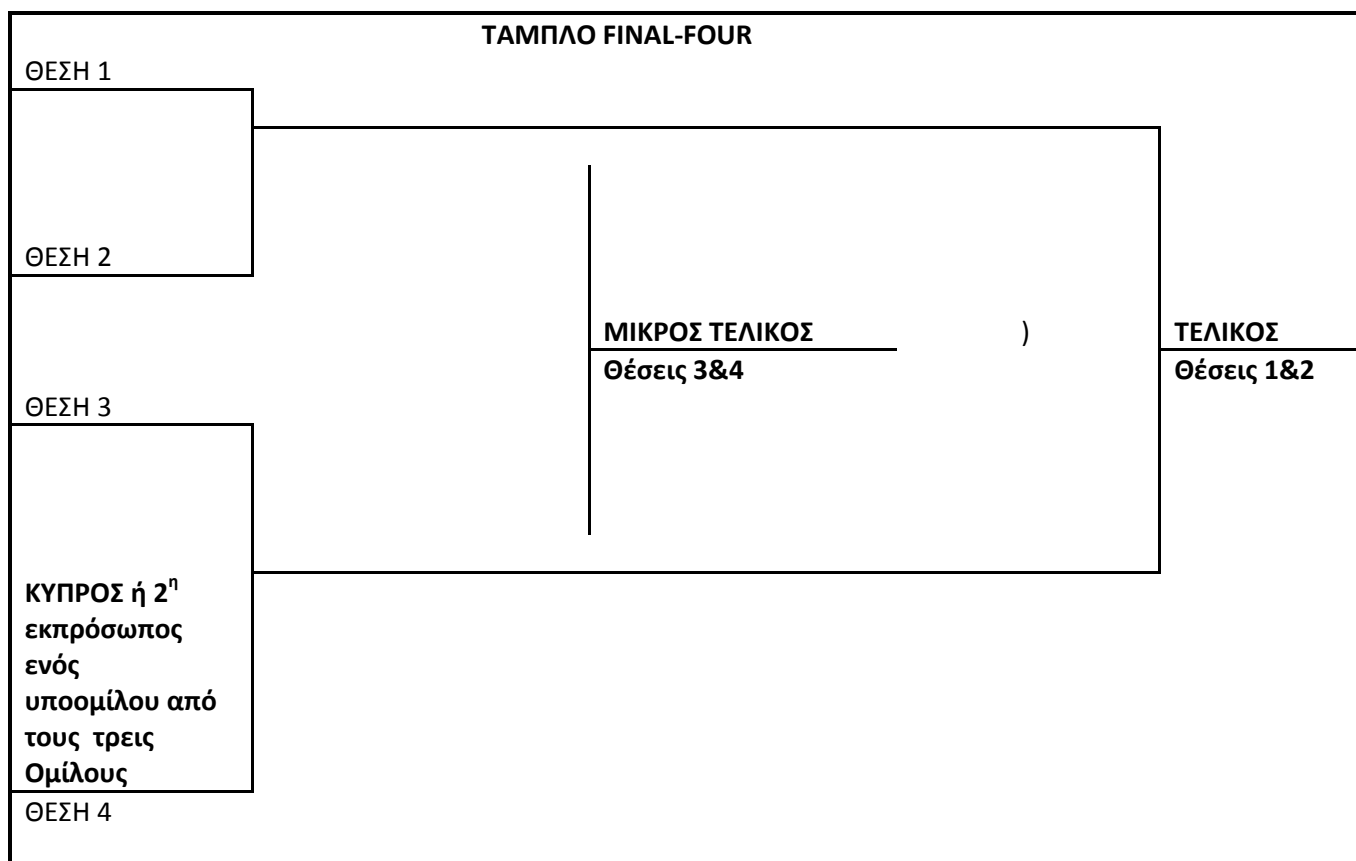 ΤΑΜΠΛΟ FINAL-FOUR
ΘΕΣΗ 1
ΘΕΣΗ 2
ΜΙΚΡΟΣ ΤΕΛΙΚΟΣ )
Θέσεις 3&4
ΤΕΛΙΚΟΣ
Θέσεις 1&2
ΘΕΣΗ 3
ΚΥΠΡΟΣ ή 2η
εκπρόσωπος
ενός
υποομίλου από
τους τρεις
Ομίλους
ΘΕΣΗ 4